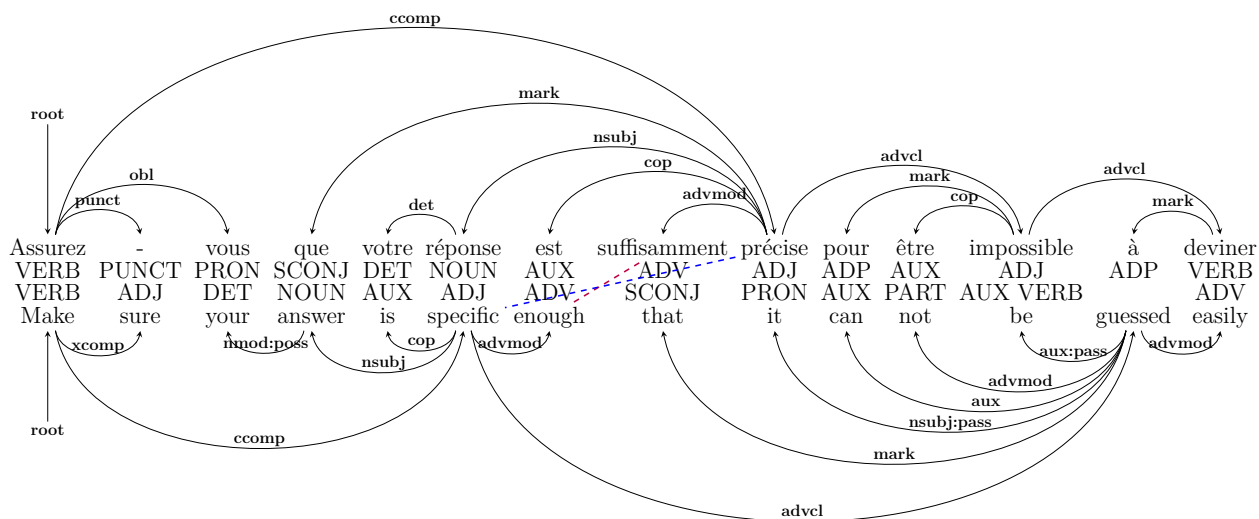 ccomp
mark
root
nsubj
advcl
cop
obl
mark
advcl
punct
det
advmod
cop
mark
Assurez - vous que votre réponse est suffisamment précise pour être impossible à deviner
VERB PUNCT PRON SCONJ DET NOUN AUX ADV ADJ ADP AUX ADJ ADP VERB
VERB ADJ DET NOUN AUX ADJ ADV SCONJ PRON AUX PART AUX VERB ADV
Make sure your answer is specific enough that it can not be guessed easily
xcomp nmod:poss cop advmod aux:pass advmod
nsubj
advmod
aux
nsubj:pass
root
ccomp
mark
advcl